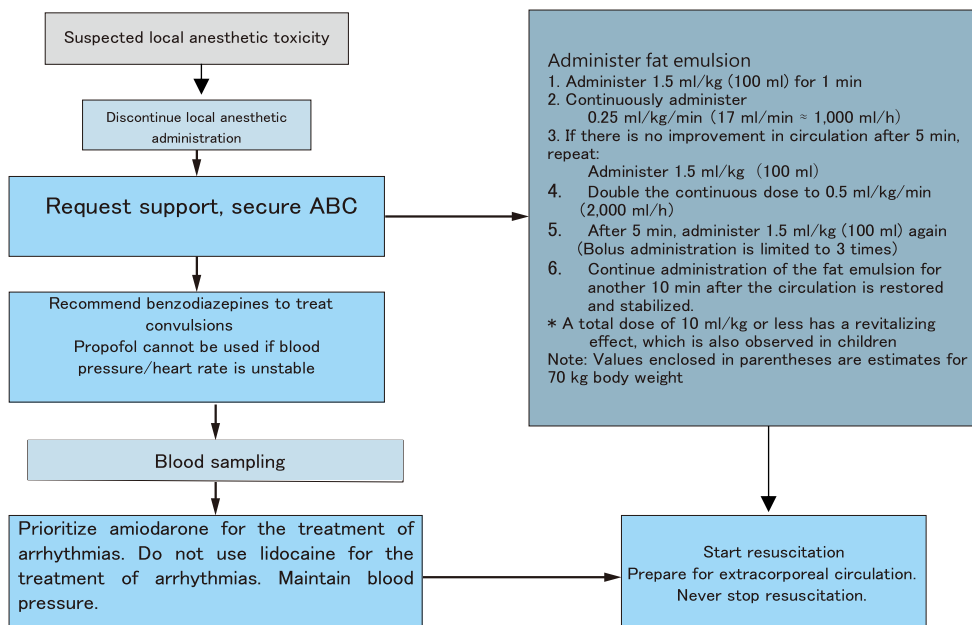 Suspected local anesthetic toxicity
Discontinue local anesthetic
administration
Request support, secure ABC
Recommend benzodiazepines to treat
convulsions
Propofol cannot be used if blood
pressure/heart rate is unstable
Blood sampling
Prioritize amiodarone for the treatment of
arrhythmias. Do not use lidocaine for the
treatment of arrhythmias. Maintain blood
pressure.
Administer fat emulsion
1. Administer 1.5 ml/kg (100 ml) for 1 min
2. Continuously administer
0.25 ml/kg/min (17 ml/min ≈ 1,000 ml/h)
3. If there is no improvement in circulation after 5 min,
repeat:
Administer 1.5 ml/kg (100 ml)
4. Double the continuous dose to 0.5 ml/kg/min
(2,000 ml/h)
5. After 5 min, administer 1.5 ml/kg (100 ml) again
(Bolus administration is limited to 3 times)
6. Continue administration of the fat emulsion for
another 10 min after the circulation is restored
and stabilized.
* A total dose of 10 ml/kg or less has a revitalizing
effect, which is also observed in children
Note: Values enclosed in parentheses are estimates for
70 kg body weight
Start resuscitation
Prepare for extracorporeal circulation.
Never stop resuscitation.